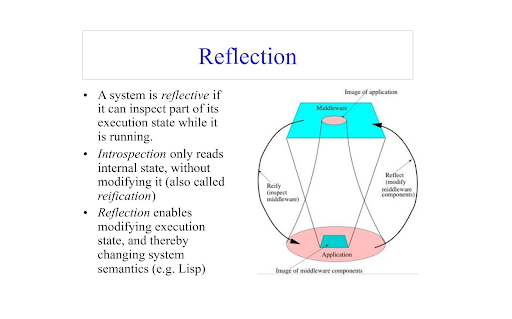 Reflection
• A system is reflective if
it can inspect part of its
execution state while it
is running.
• Introspection only reads
internal state, without
modifying it (also called
reification)
• Reflection enables
modifying execution
state, and thereby
changing system
semantics (e.g. Lisp)
Image of application
Middleware
Reify
(inspect
middleware)
Reflect
(modify
middleware
components)
Application
Image of middleware components